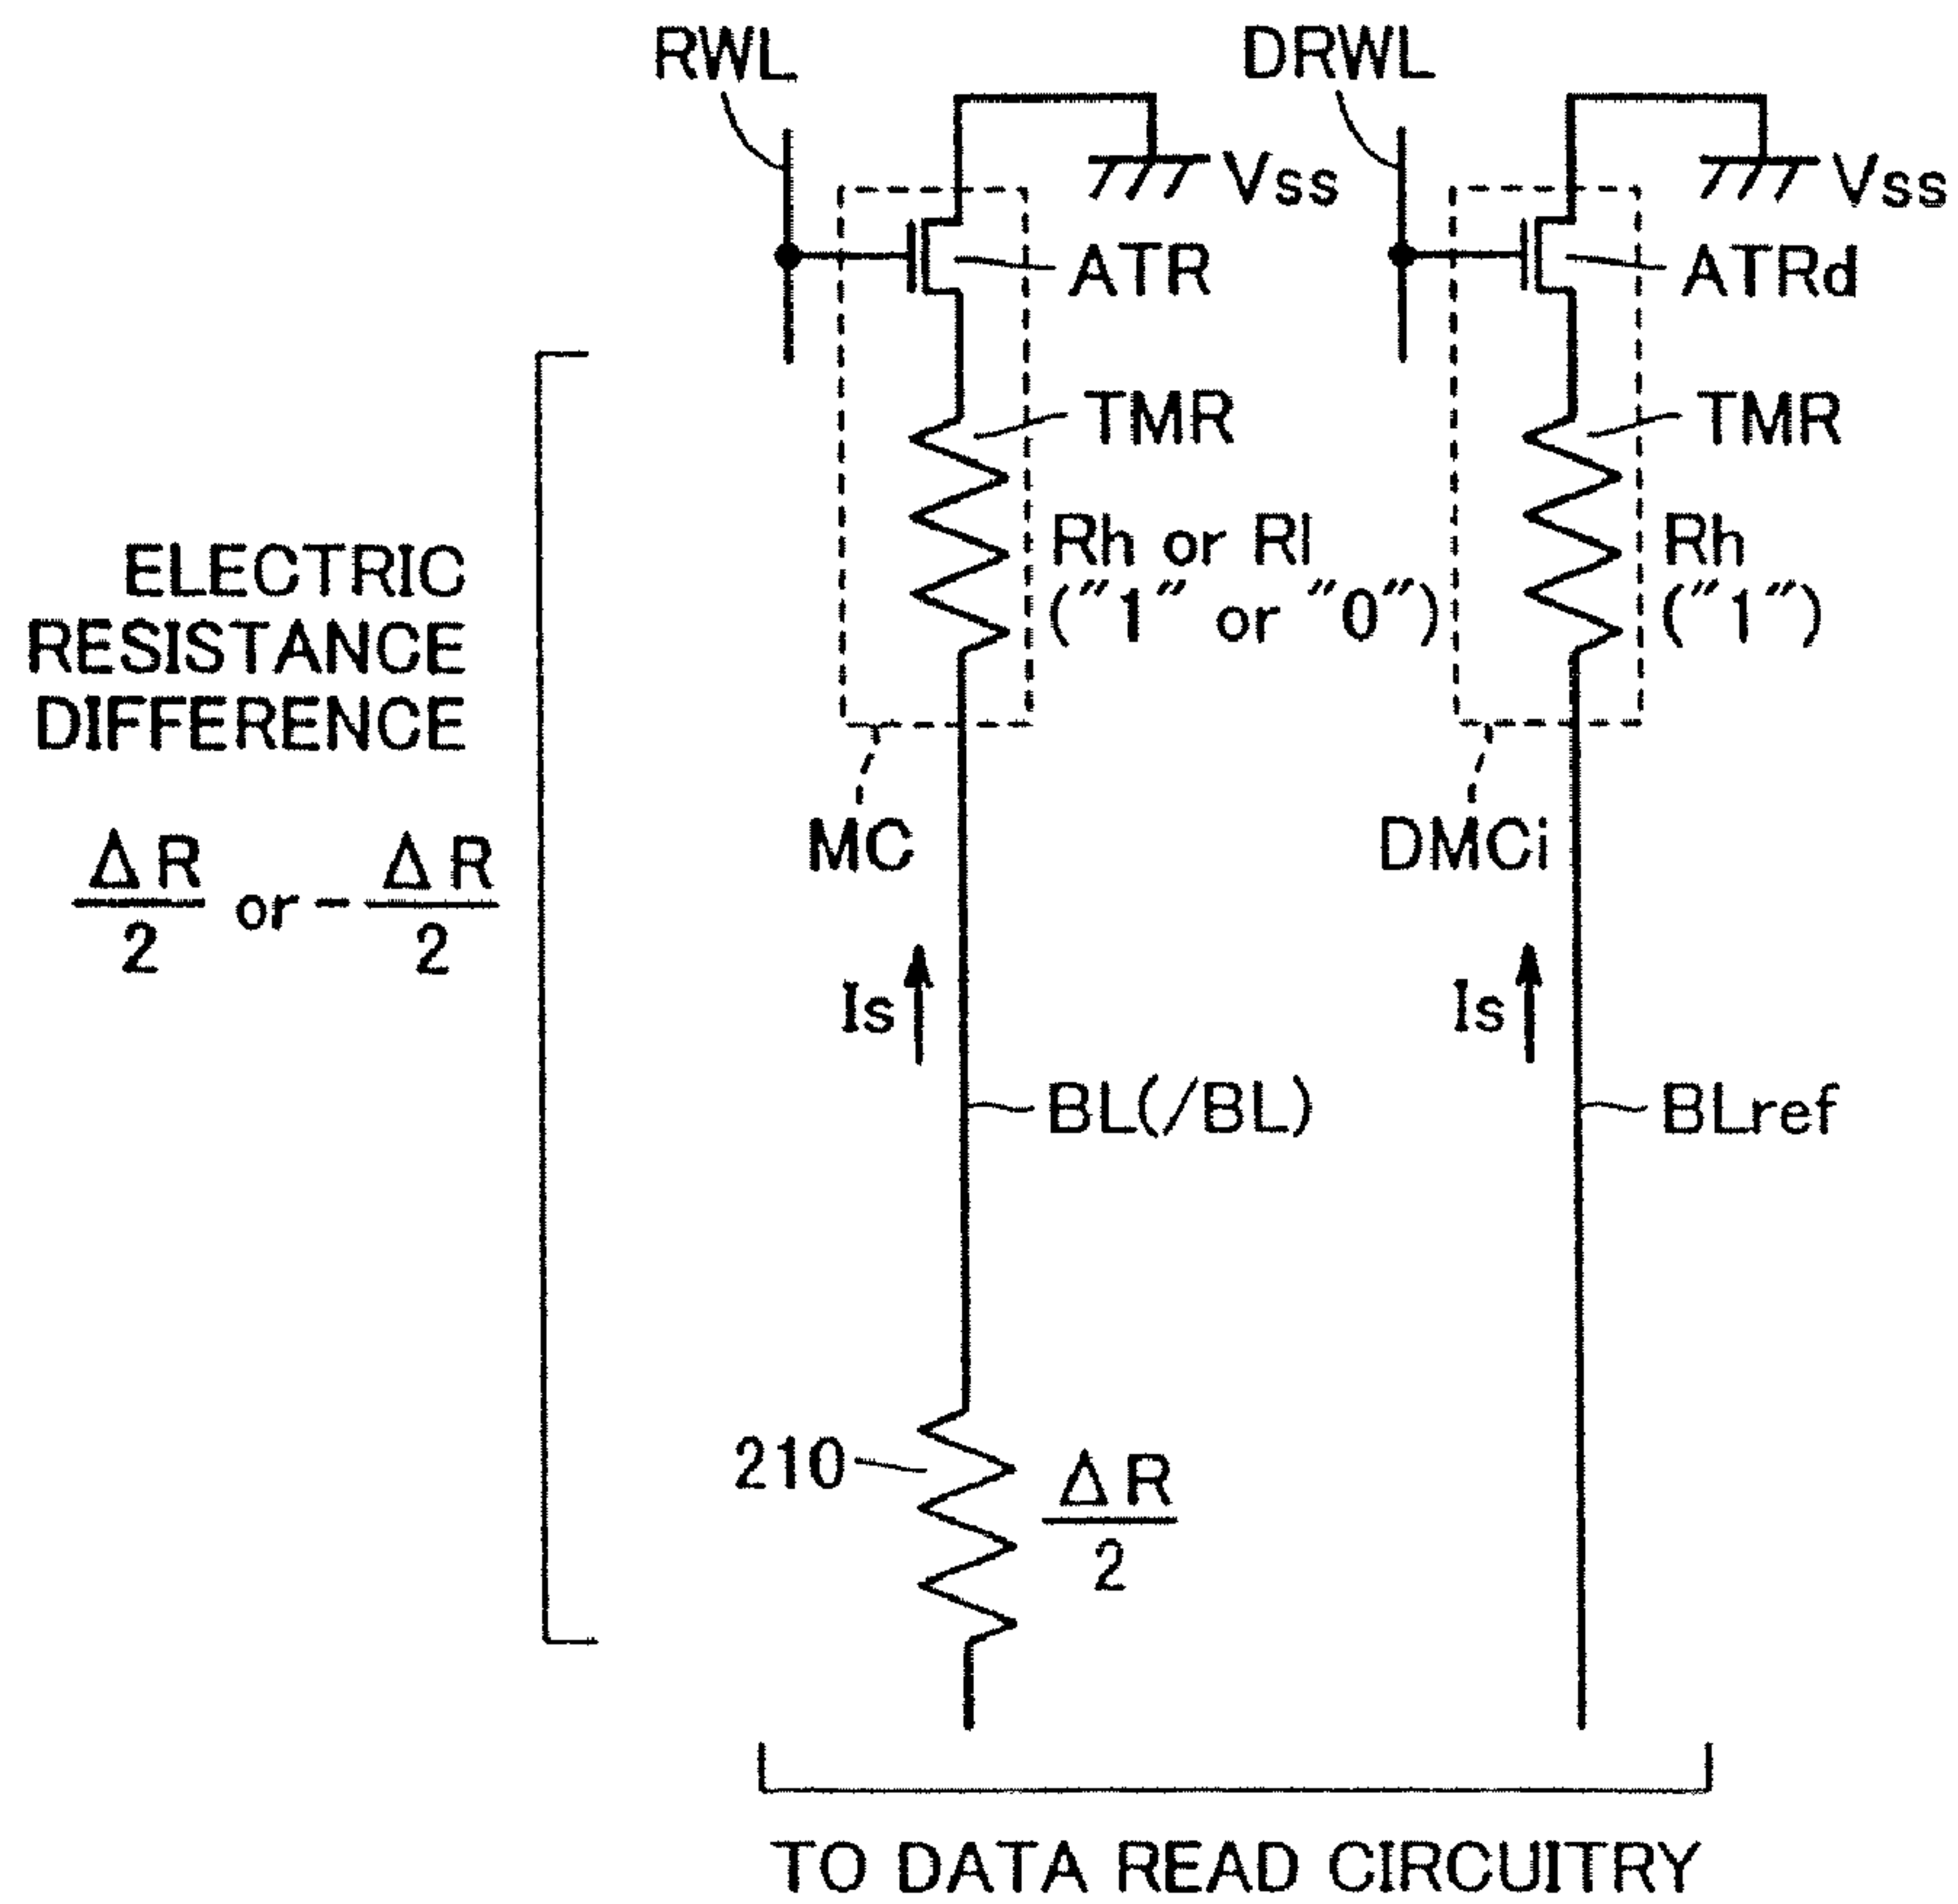 RWL
DRWL
Vss
Vss
ATR
ATRd
TMR
TMR
Rh or Rl
("1" or "0")
Rh
("1")
ELECTRIC
RESISTANCE
DIFFERENCE
ΔR/2 or -ΔR/2
MC
DMCi
Is
Is
BL(/BL)
BLref
210
ΔR/2
TO DATA READ CIRCUITRY